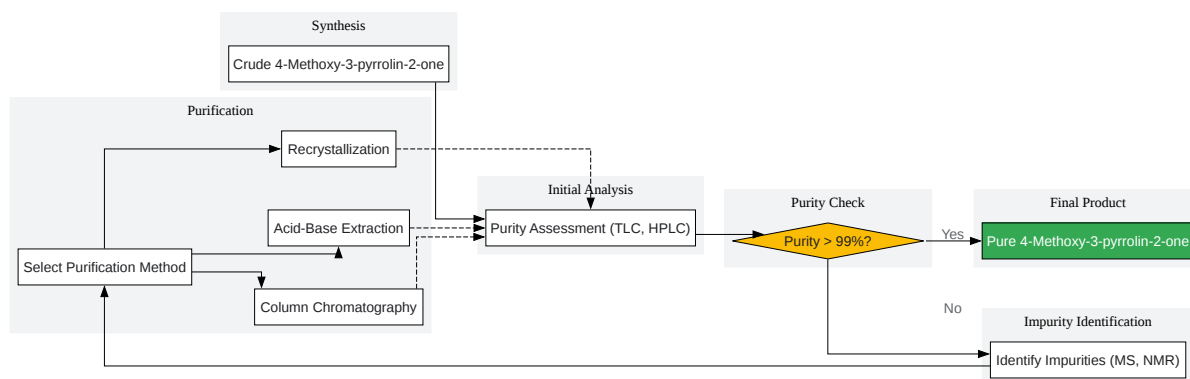 Synthesis
Crude 4-Methoxy-3-pyrrolin-2-one
Purification
Recrystallization
Acid-Base Extraction
Select Purification Method
Column Chromatography
Initial Analysis
Purity Assessment (TLC, HPLC)
Purity Check
Purity > 99%?
Yes
No
Final Product
Pure 4-Methoxy-3-pyrrolin-2-one
Impurity Identification
Identify Impurities (MS, NMR)